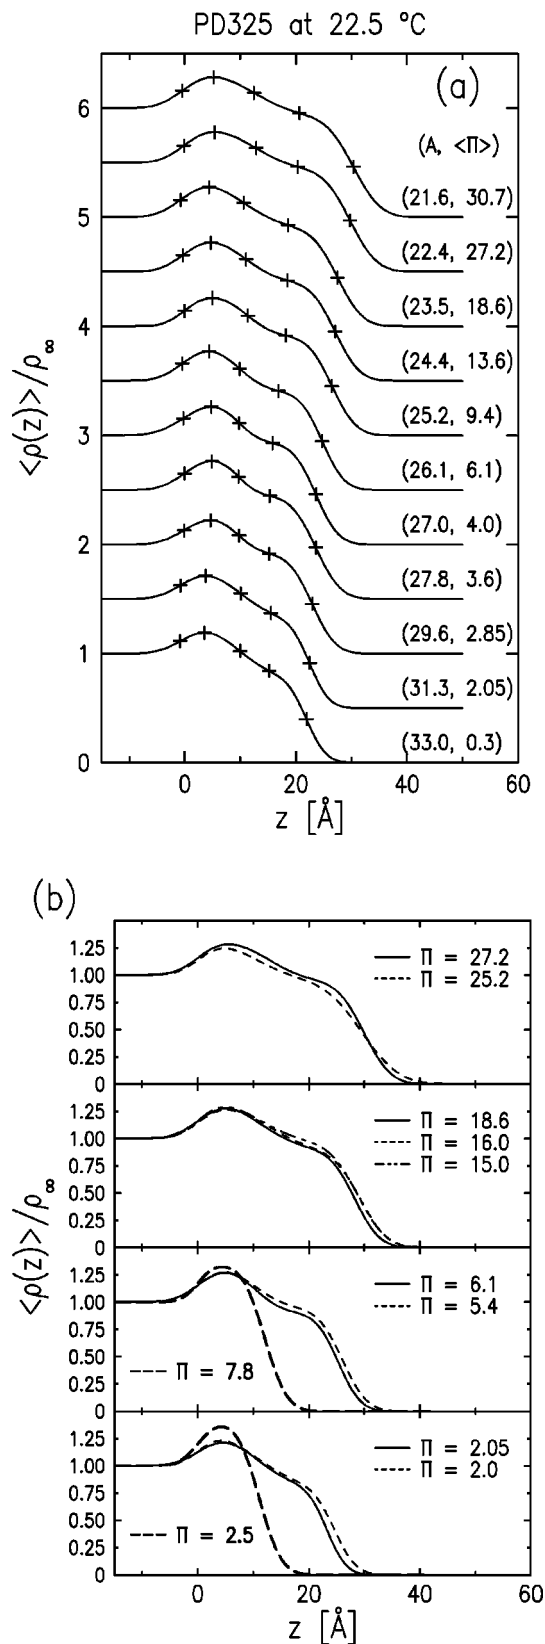 PD325 at 22.5 °C
(a)
(A, <Π>)
6
(21.6, 30.7)
5
(22.4, 27.2)
(23.5, 18.6)
4
(24.4, 13.6)
(25.2, 9.4)
3
(26.1, 6.1)
(27.0, 4.0)
2
(27.8, 3.6)
(29.6, 2.85)
1
(31.3, 2.05)
(33.0, 0.3)
0
<ρ(z)>/ρ∞
0 20 40 60
z [Å]
(b)
1.25
1.00
0.75
0.50
0.25
0
Π = 27.2
Π = 25.2
1.25
1.00
0.75
0.50
0.25
0
Π = 18.6
Π = 16.0
Π = 15.0
<ρ(z)>/ρ∞
1.25
1.00
0.75
0.50
0.25
0
Π = 6.1
Π = 5.4
Π = 7.8
1.25
1.00
0.75
0.50
0.25
0
Π = 2.05
Π = 2.0
Π = 2.5
0 20 40 60
z [Å]